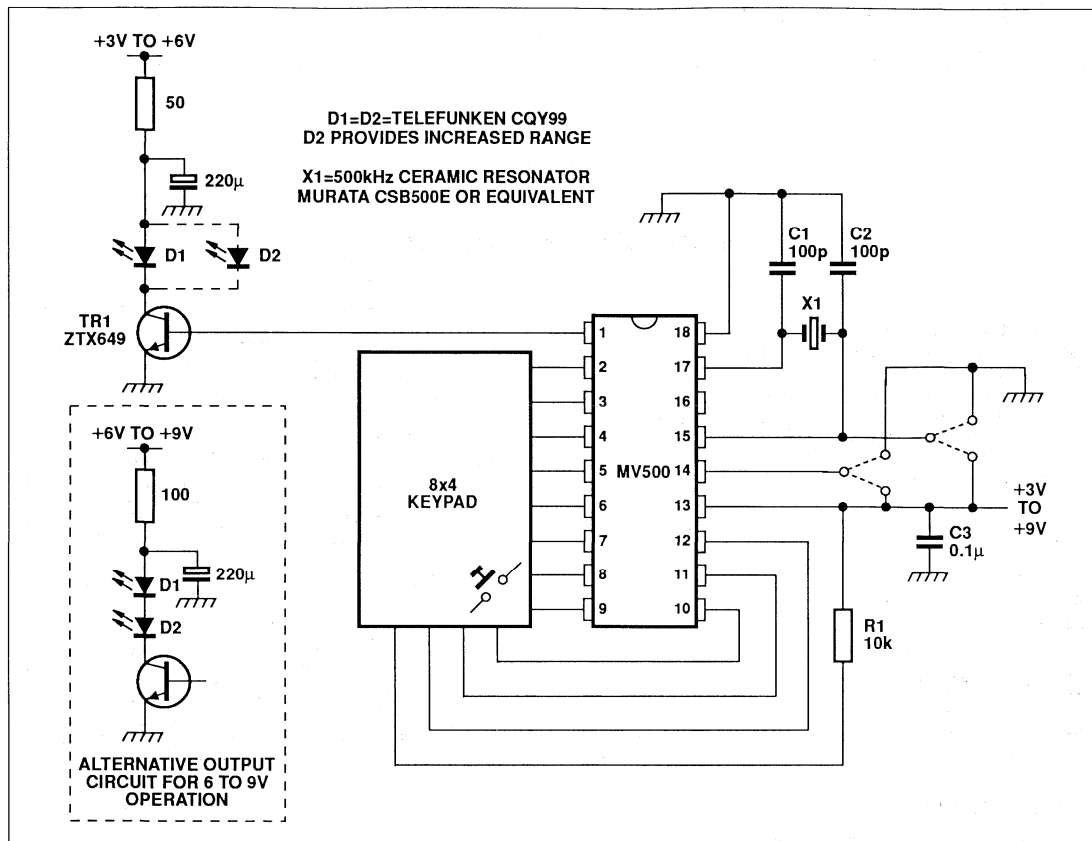 +3V TO +6V
50
220μ
D1
D2
TR1
ZTX649
D1=D2=TELEFUNKEN CQY99
D2 PROVIDES INCREASED RANGE
X1=500kHz CERAMIC RESONATOR
MURATA CSB500E OR EQUIVALENT
C1
100p
C2
100p
X1
8x4
KEYPAD
MV500
1
2
3
4
5
6
7
8
9
18
17
16
15
14
13
12
11
10
+3V
TO
+9V
C3
0.1μ
R1
10k
+6V TO +9V
100
220μ
D1
D2
ALTERNATIVE OUTPUT
CIRCUIT FOR 6 TO 9V
OPERATION